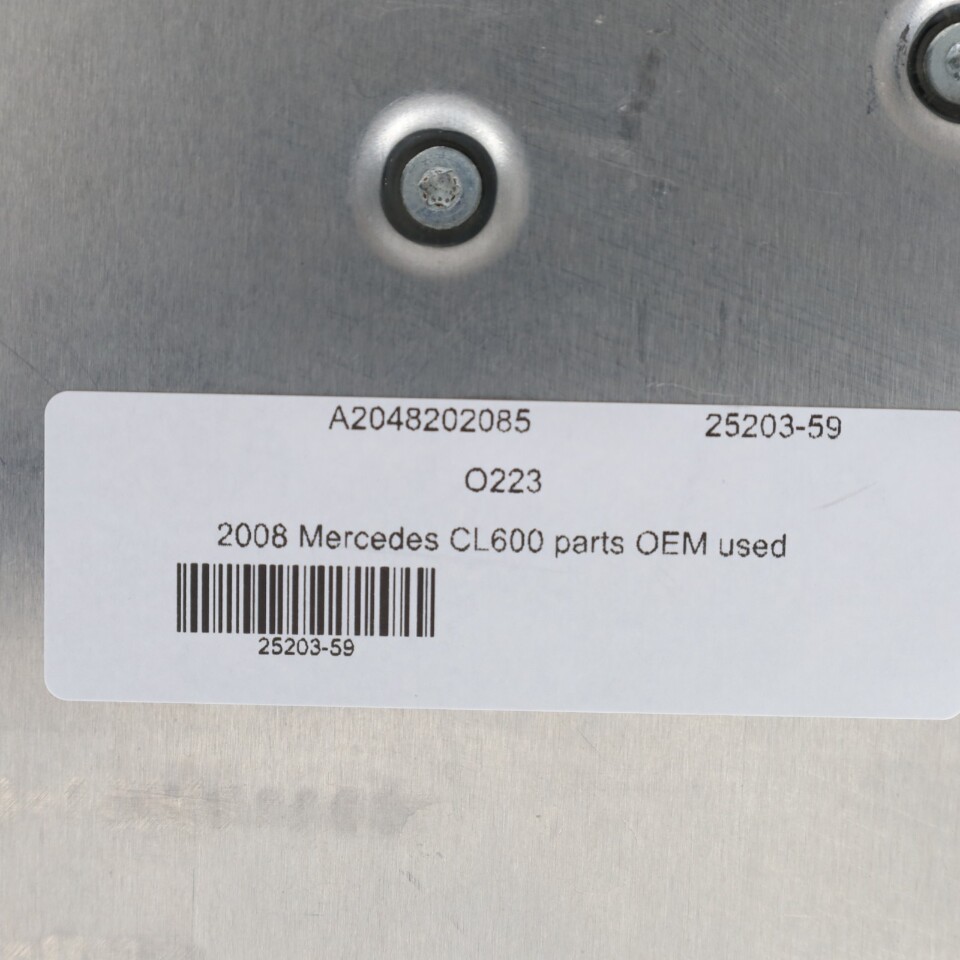 A2048202085 25203-59
O223
2008 Mercedes CL600 parts OEM used
25203-59